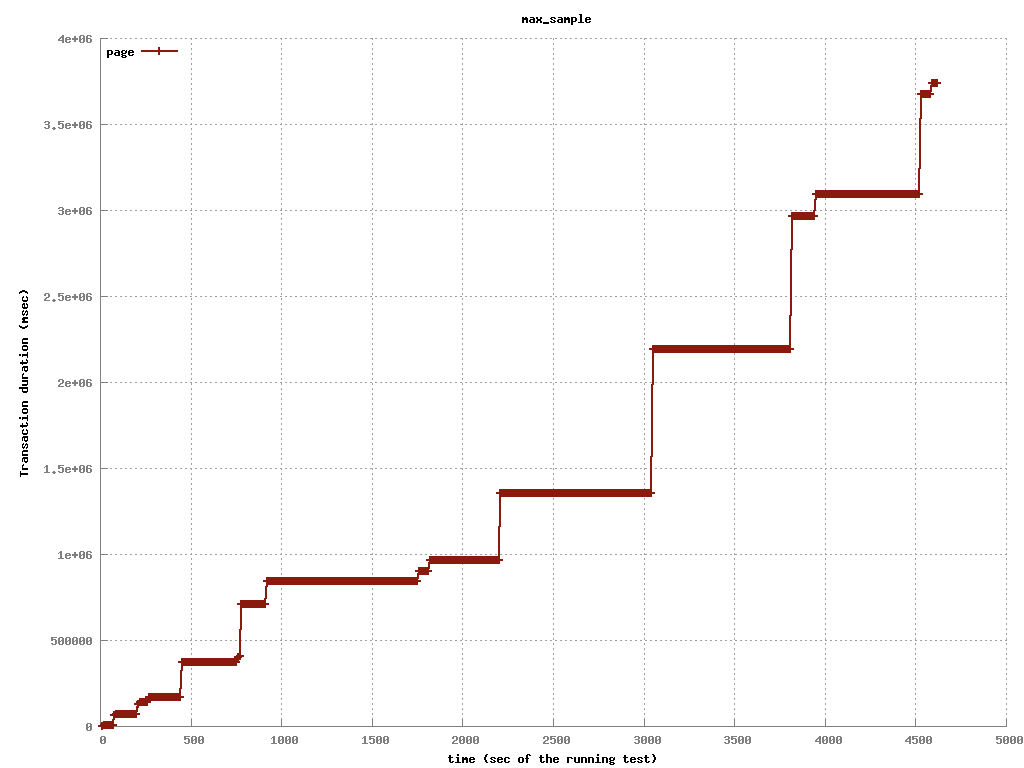 max_sample
4e+06
page
3.5e+06
3e+06
2.5e+06
2e+06
1.5e+06
1e+06
500000
0
Transaction duration (msec)
0 500 1000 1500 2000 2500 3000 3500 4000 4500 5000
time (sec of the running test)